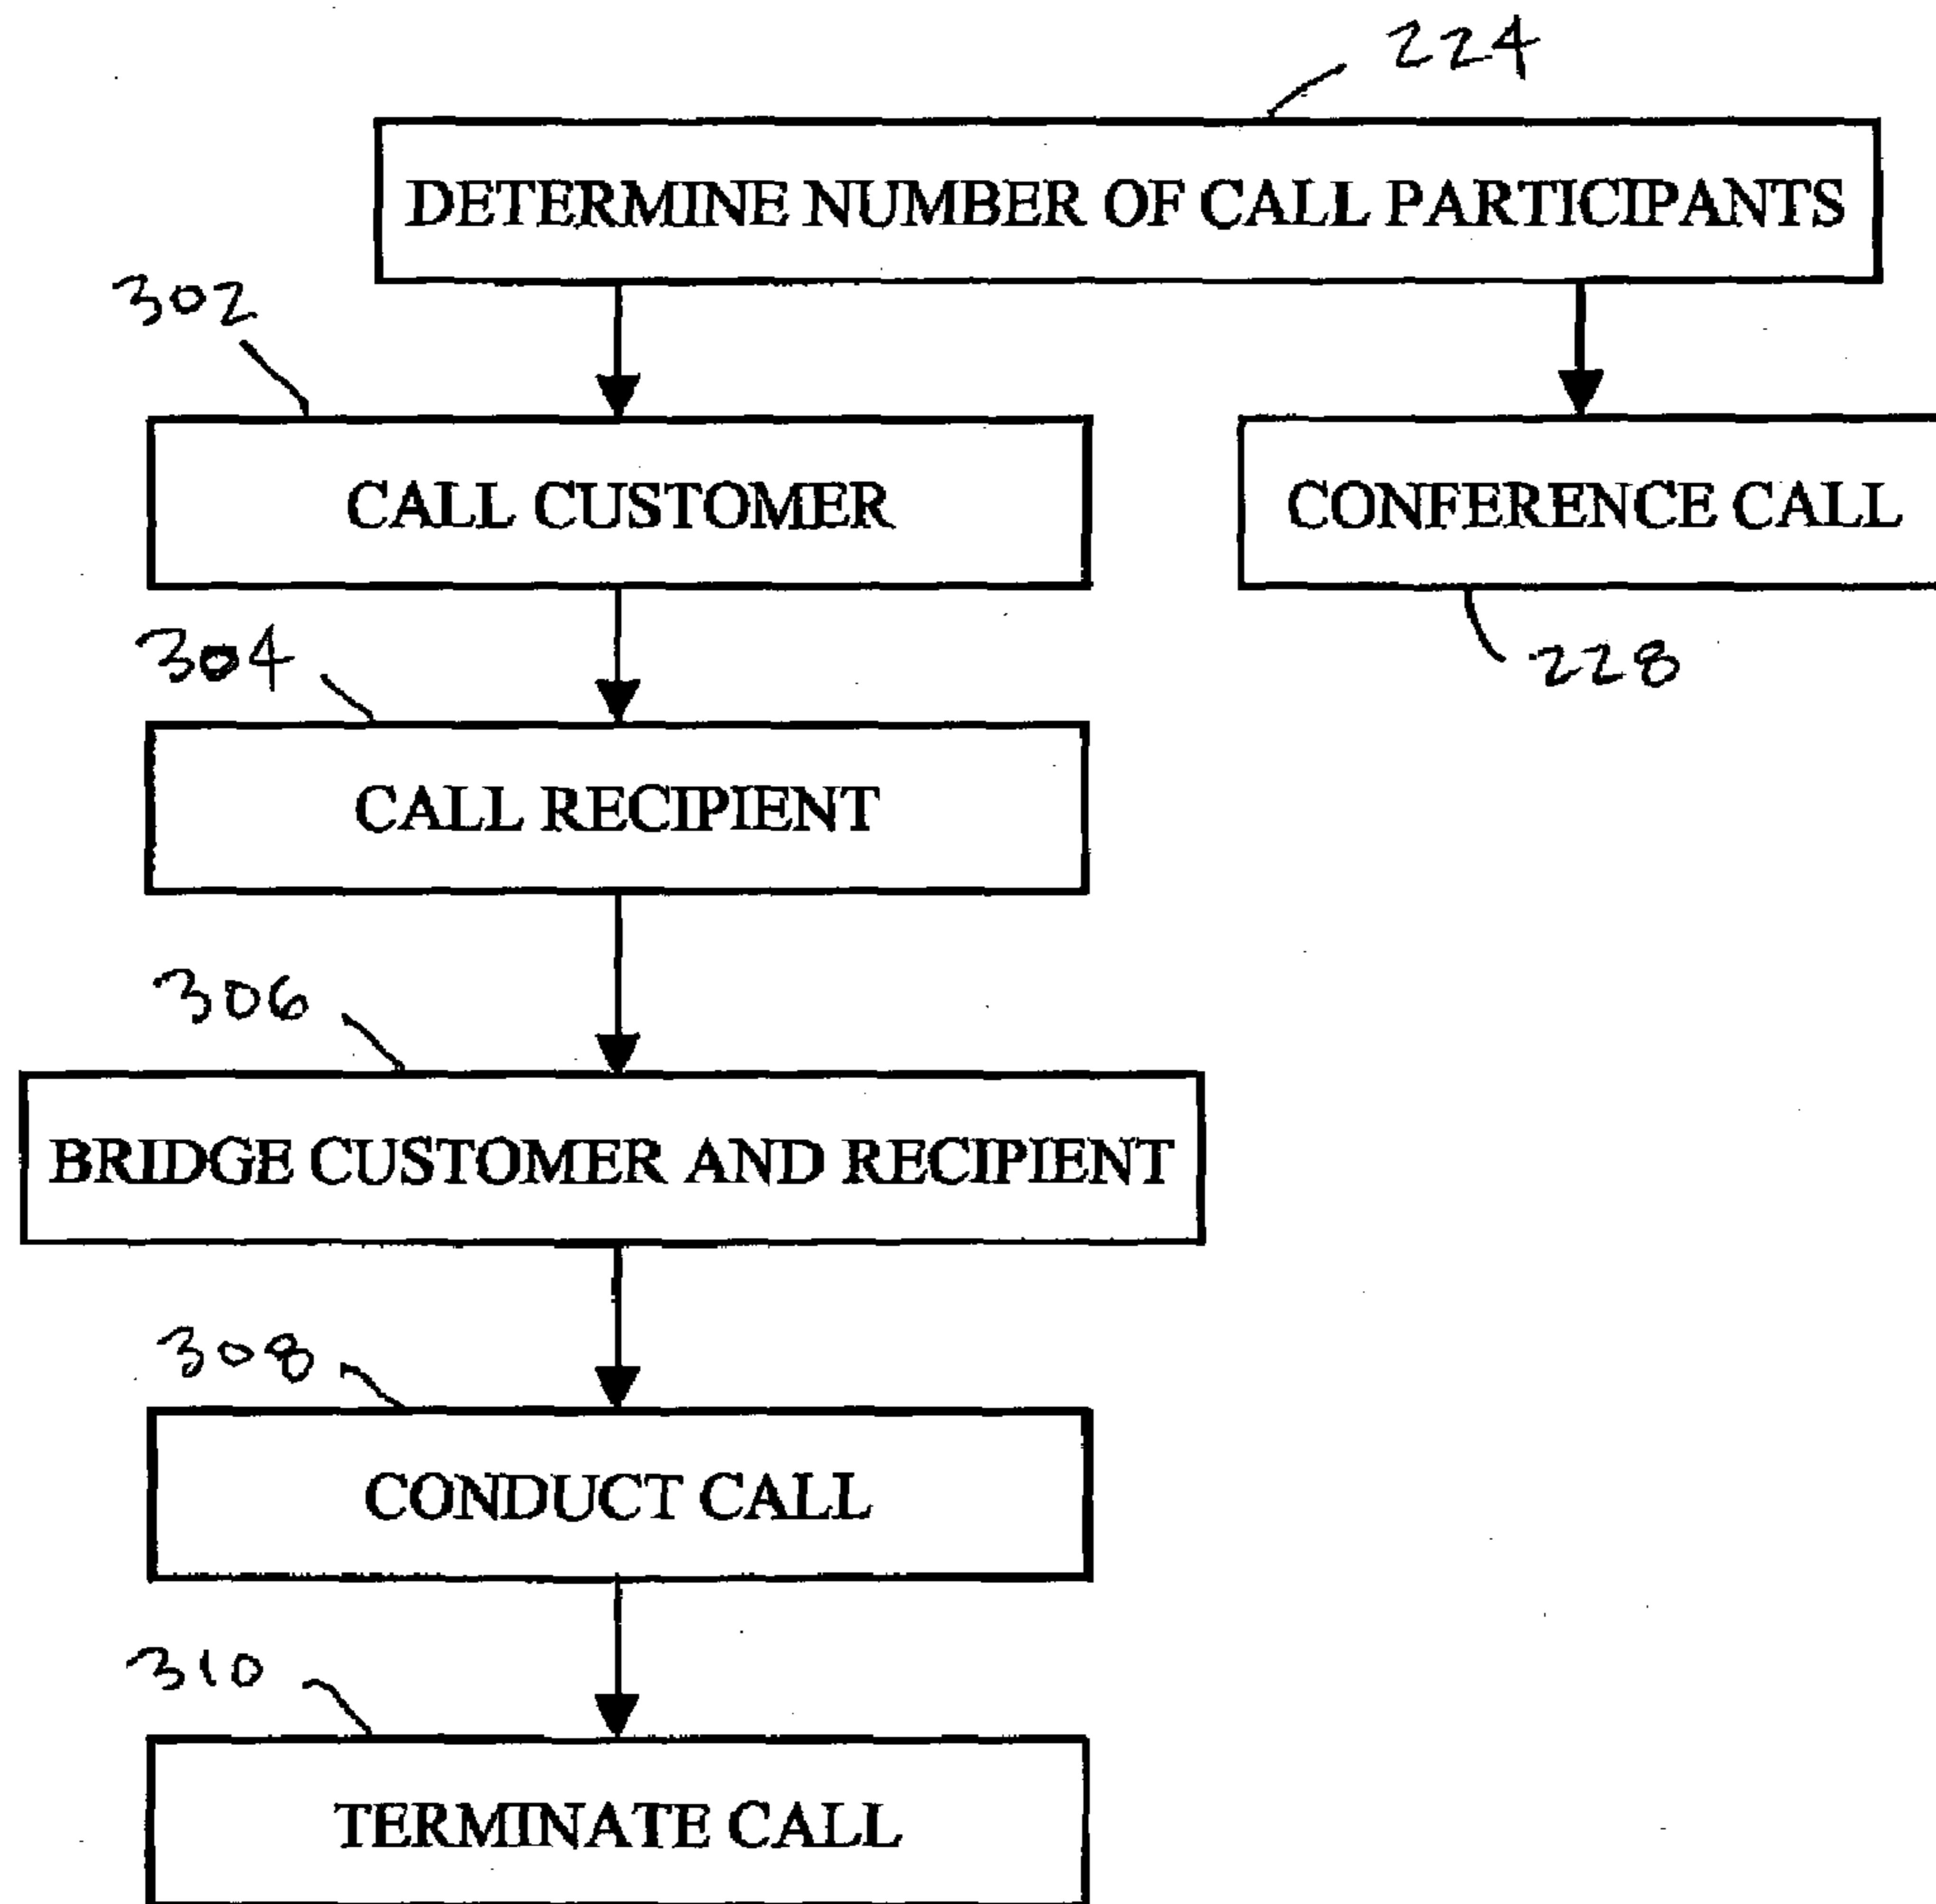 224
DETERMINE NUMBER OF CALL PARTICIPANTS
302
CALL CUSTOMER
CONFERENCE CALL
304
228
CALL RECIPIENT
306
BRIDGE CUSTOMER AND RECIPIENT
308
CONDUCT CALL
310
TERMINATE CALL